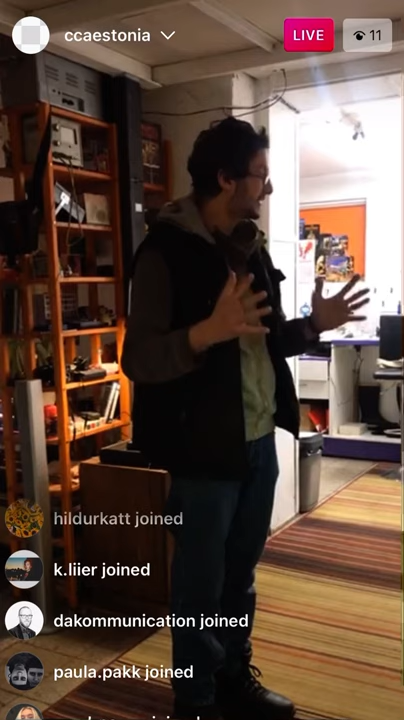 ccaestonia
LIVE
11
hildurkatt joined
k.liier joined
dakommunication joined
paula.pakk joined